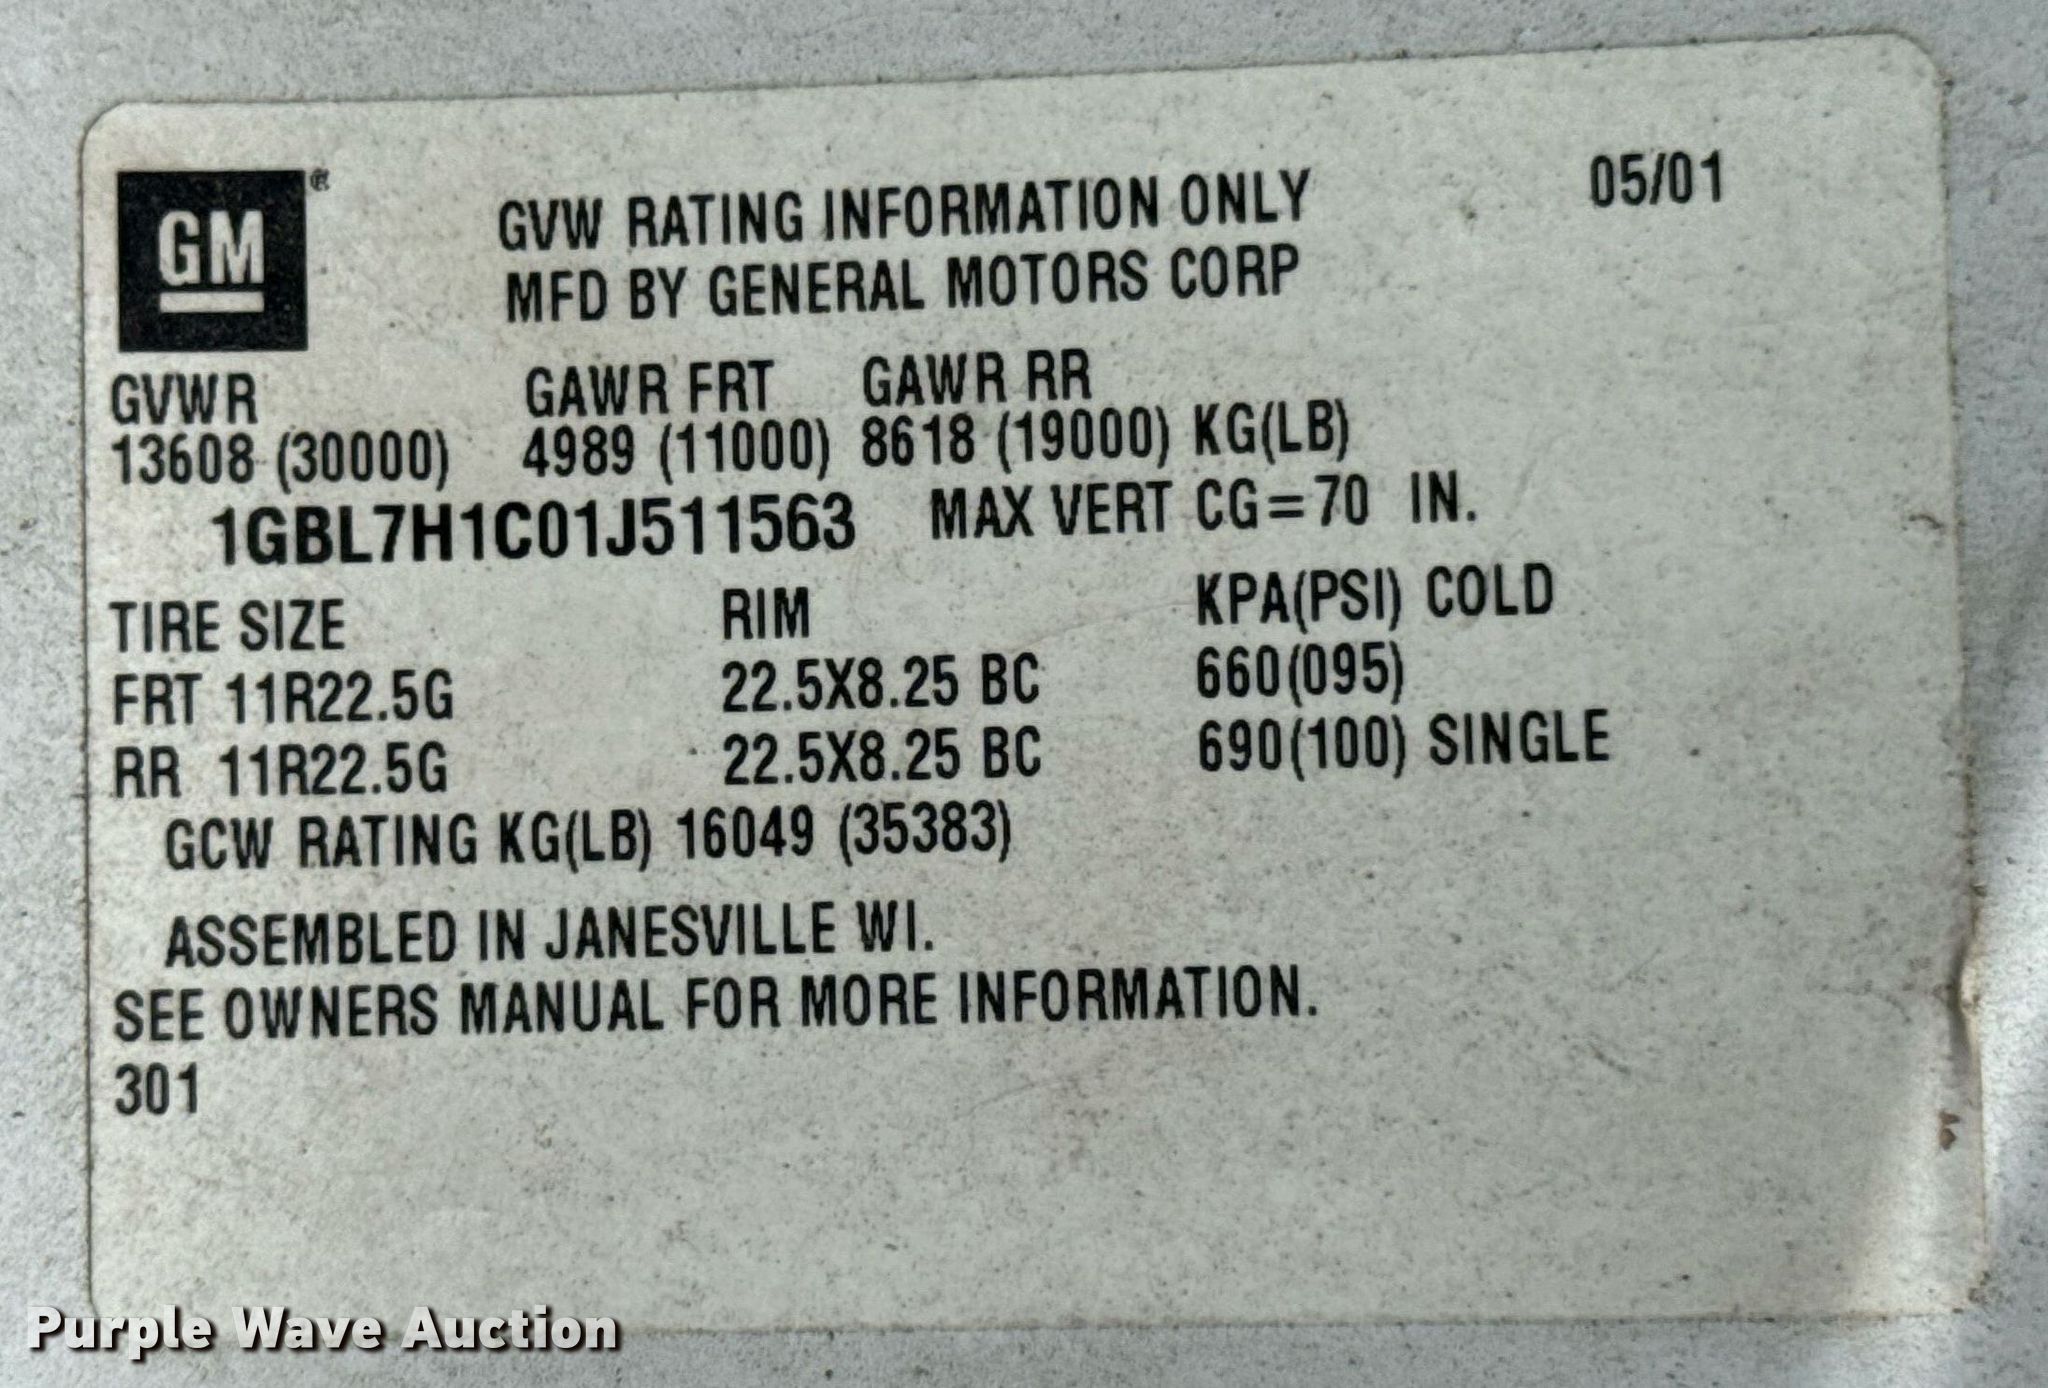 GM®
05/01
GVW RATING INFORMATION ONLY
MFD BY GENERAL MOTORS CORP
GVWR GAWR FRT GAWR RR
13608 (30000) 4989 (11000) 8618 (19000) KG(LB)
1GBL7H1C01J511563 MAX VERT CG=70 IN.
TIRE SIZE RIM KPA(PSI) COLD
FRT 11R22.5G 22.5X8.25 BC 660(095)
RR 11R22.5G 22.5X8.25 BC 690(100) SINGLE
GCW RATING KG(LB) 16049 (35383)
ASSEMBLED IN JANESVILLE WI.
SEE OWNERS MANUAL FOR MORE INFORMATION.
301
Purple Wave Auction